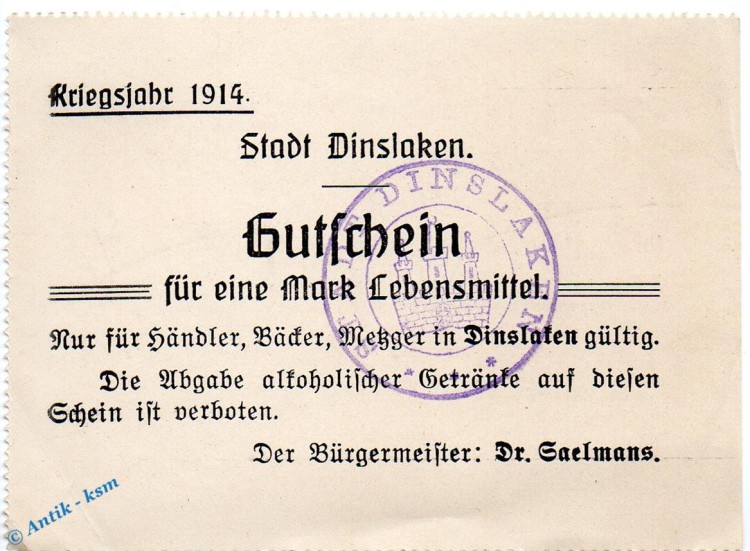 Kriegsjahr 1914.
Stadt Dinslaken.
Gutſchein
für eine Mark Lebensmittel.
Nur für Händler, Bäcker, Metzger in Dinslaken gültig.
Die Abgabe alkoholiſcher Getränke auf dieſen
Schein iſt verboten.
Der Bürgermeiſter: Dr. Saelmans.
STADT DINSLAKEN
© Antik - ksm